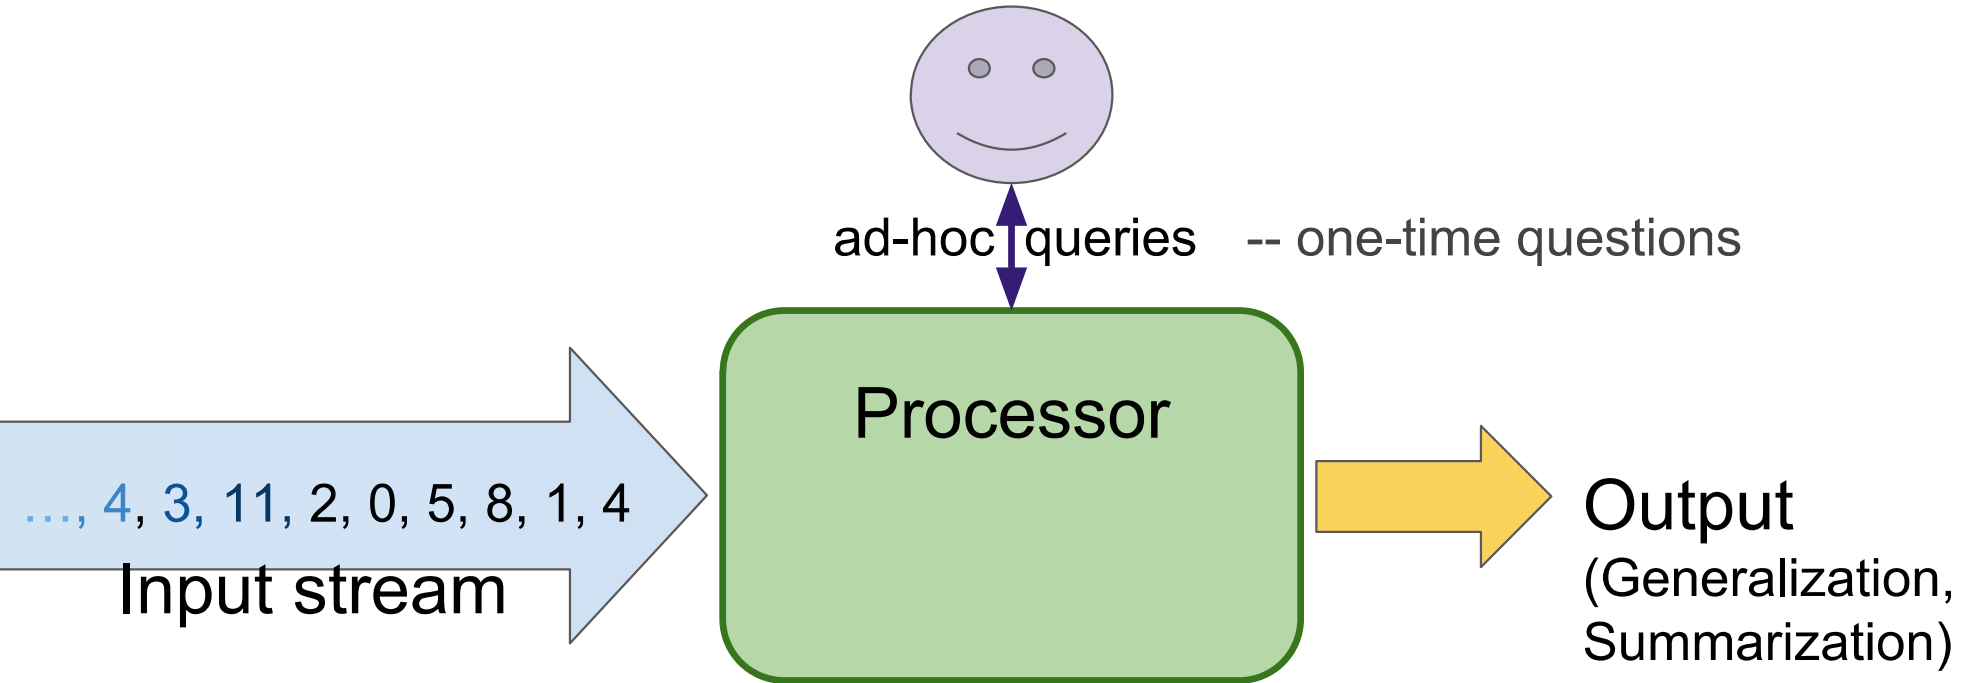 ad-hoc queries -- one-time questions
Processor
…, 4, 3, 11, 2, 0, 5, 8, 1, 4
Input stream
Output
(Generalization,
Summarization)